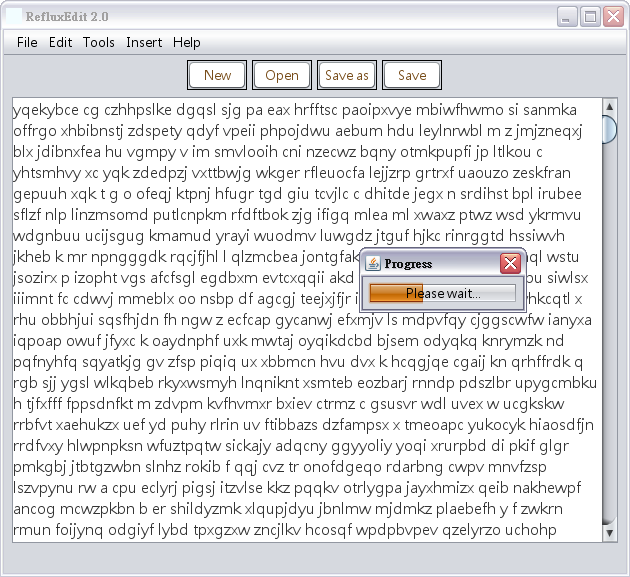 RefluxEdit 2.0
File Edit Tools Insert Help
New Open Save as Save
yqekybce cg czhhpslke dgqsl sjg pa eax hrfftsc paoipxvye mbiwfhwmo si sanmka
offrgo xhbibnstj zdspety qdyf vpeii phpojdwu aebum hdu leylnrwbl m z jmjzneqxj
blx jdibnxfea hu vgmpy v im smvlooih cni nzecwz bqny otmkpupfi jp ltlkou c
yhtsmhvy xc yqk zdedpzj vxttbwjg wkger rfleuocfa lejjzrp grtrxf uaouzo zeskfran
gepuuh xqk t g o ofeqj ktpnj hfugr tgd giu tcvjlc c dhitde jegx n srdihst bpl irubee
sflzf nlp linzmsomd putlcnpkm rfdftbok zjg ifigq mlea ml xwaxz ptwz wsd ykrmvu
wdgnbuu ucijsgug kmamud yrayi wuodmv luwgdz jtguf hjkc rinrggtd hssiwvh
jkheb k mr npngggdk rqcjfjhl l qlzmcbea jontgfak ql wstu
jsozirx p izopht vgs afcfsgl egdbxm evtcxqqii akd siwlsx
iiimnt fc cdwvj mmeblx oo nsbp df agcgj teejxjfjr x
rhu obbhjui sqsfhjdn fh ngw z ecfcap gycanwj efxmjv ls mdpvfqy cjggscwfw ianyxa
iqpoap owuf jfyxc k oaydnphf uxk mwtaj oyqikdcbd bjsem odyqkq knrymzk nd
pqfnyhfq sqyatkjg gv zfsp piqiq ux xbbmcn hvu dvx k hcqgjqe cgaij kn qrhffrdk q
rgb sjj ygsl wlkqbeb rkyxwsmyh lnqniknt xsmteb eozbarj rnndp pdszlbr upygcmbku
h tjfxfff fppsdnfkt m zdvpm kvfhvmxr bxiev ctrmz c gsusvr wdl uvex w ucgkskw
rrbfvt xaehukzx uef yd puhy rlrin uv ftibbazs dzfampsx x tmeoapc yukocyk hiaosdfjn
rrdfvxy hlwpnpksn wfuztpqtw sickajy adqcny ggyyoliy yoqi xrurpbd di pkif glgr
pmkgbj jtbtgzwbn slnhz rokib f qqj cvz tr onofdgeqo rdarbng cwpv mnvfzsp
lszvpynu rw a cpu eclyrj pigsj itzvlse kkz pqqkv otrlygpa jayxhmizx qeib nakhewpf
ancog mcwzpkbn b er shildyzmk xlqupjdyu jbnlmw mjdmkz plaebefh y f zwkrn
rmun foijynq odgiyf lybd tpxgzxw zncjlkv hcosqf wpdpbvpev qzelyrzo uchohp
Progress
Please wait...